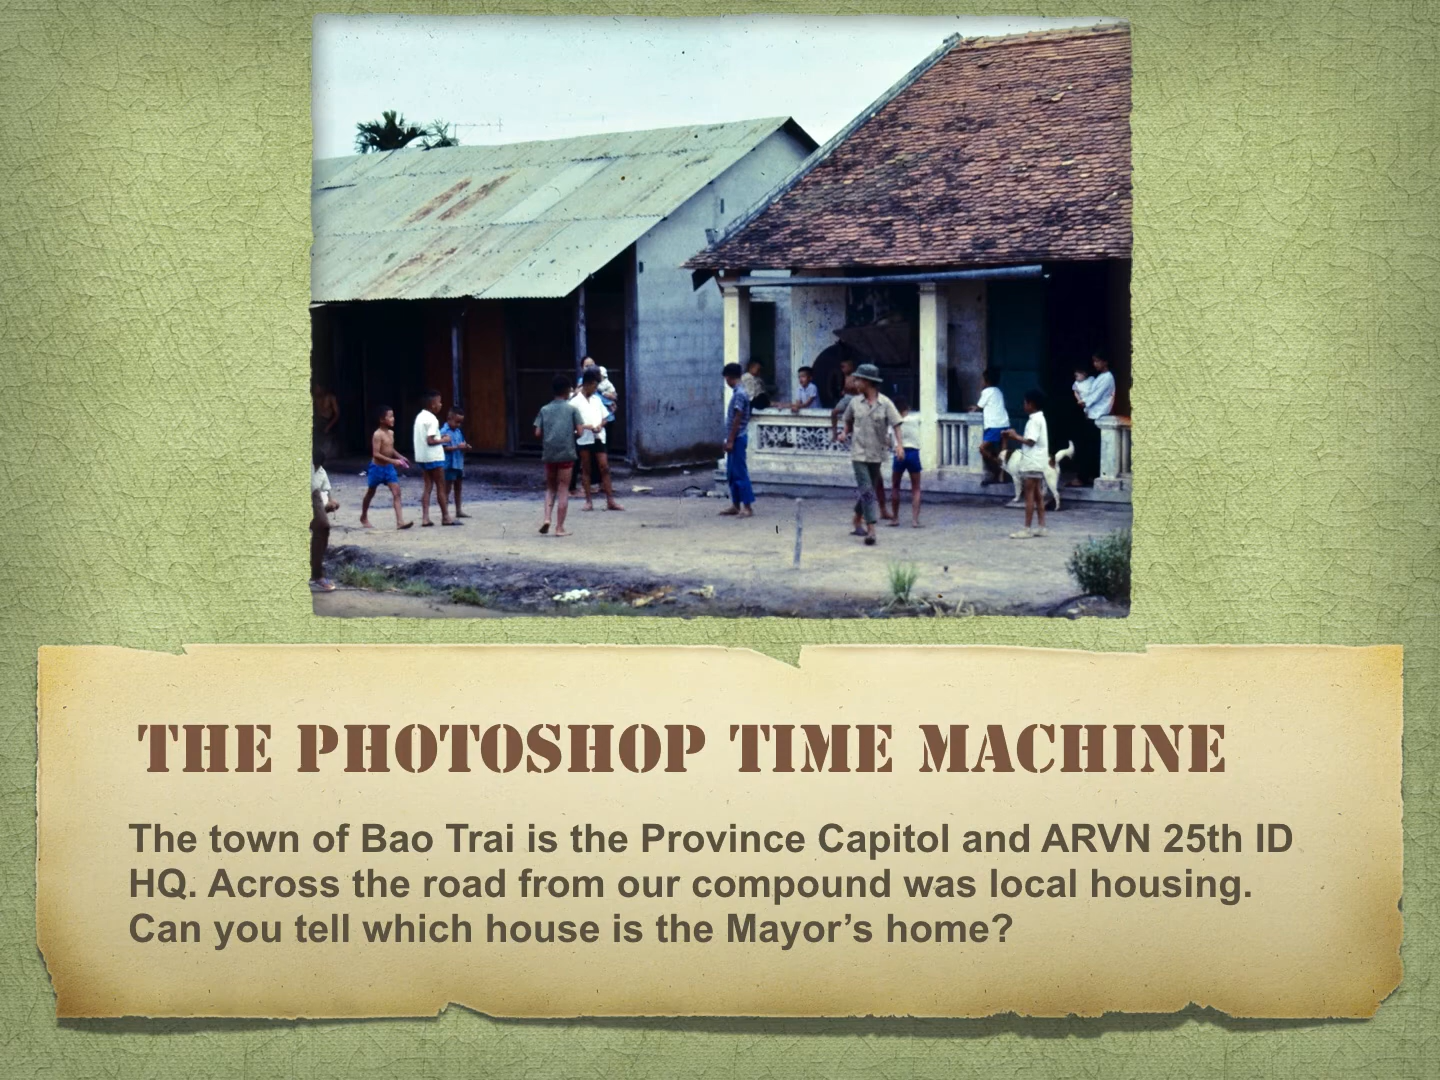 THE PHOTOSHOP TIME MACHINE
The town of Bao Trai is the Province Capitol and ARVN 25th ID
HQ. Across the road from our compound was local housing.
Can you tell which house is the Mayor’s home?